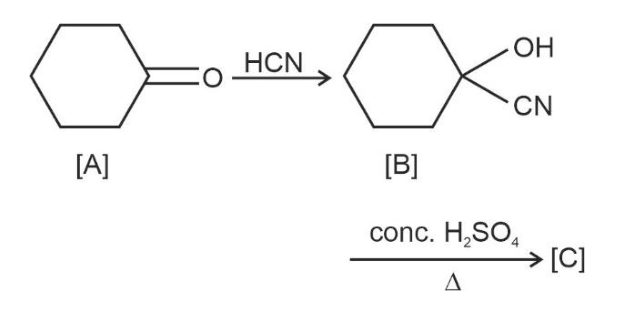 HCN
O
OH
CN
[A]
[B]
conc. H₂SO₄
[C]
Δ